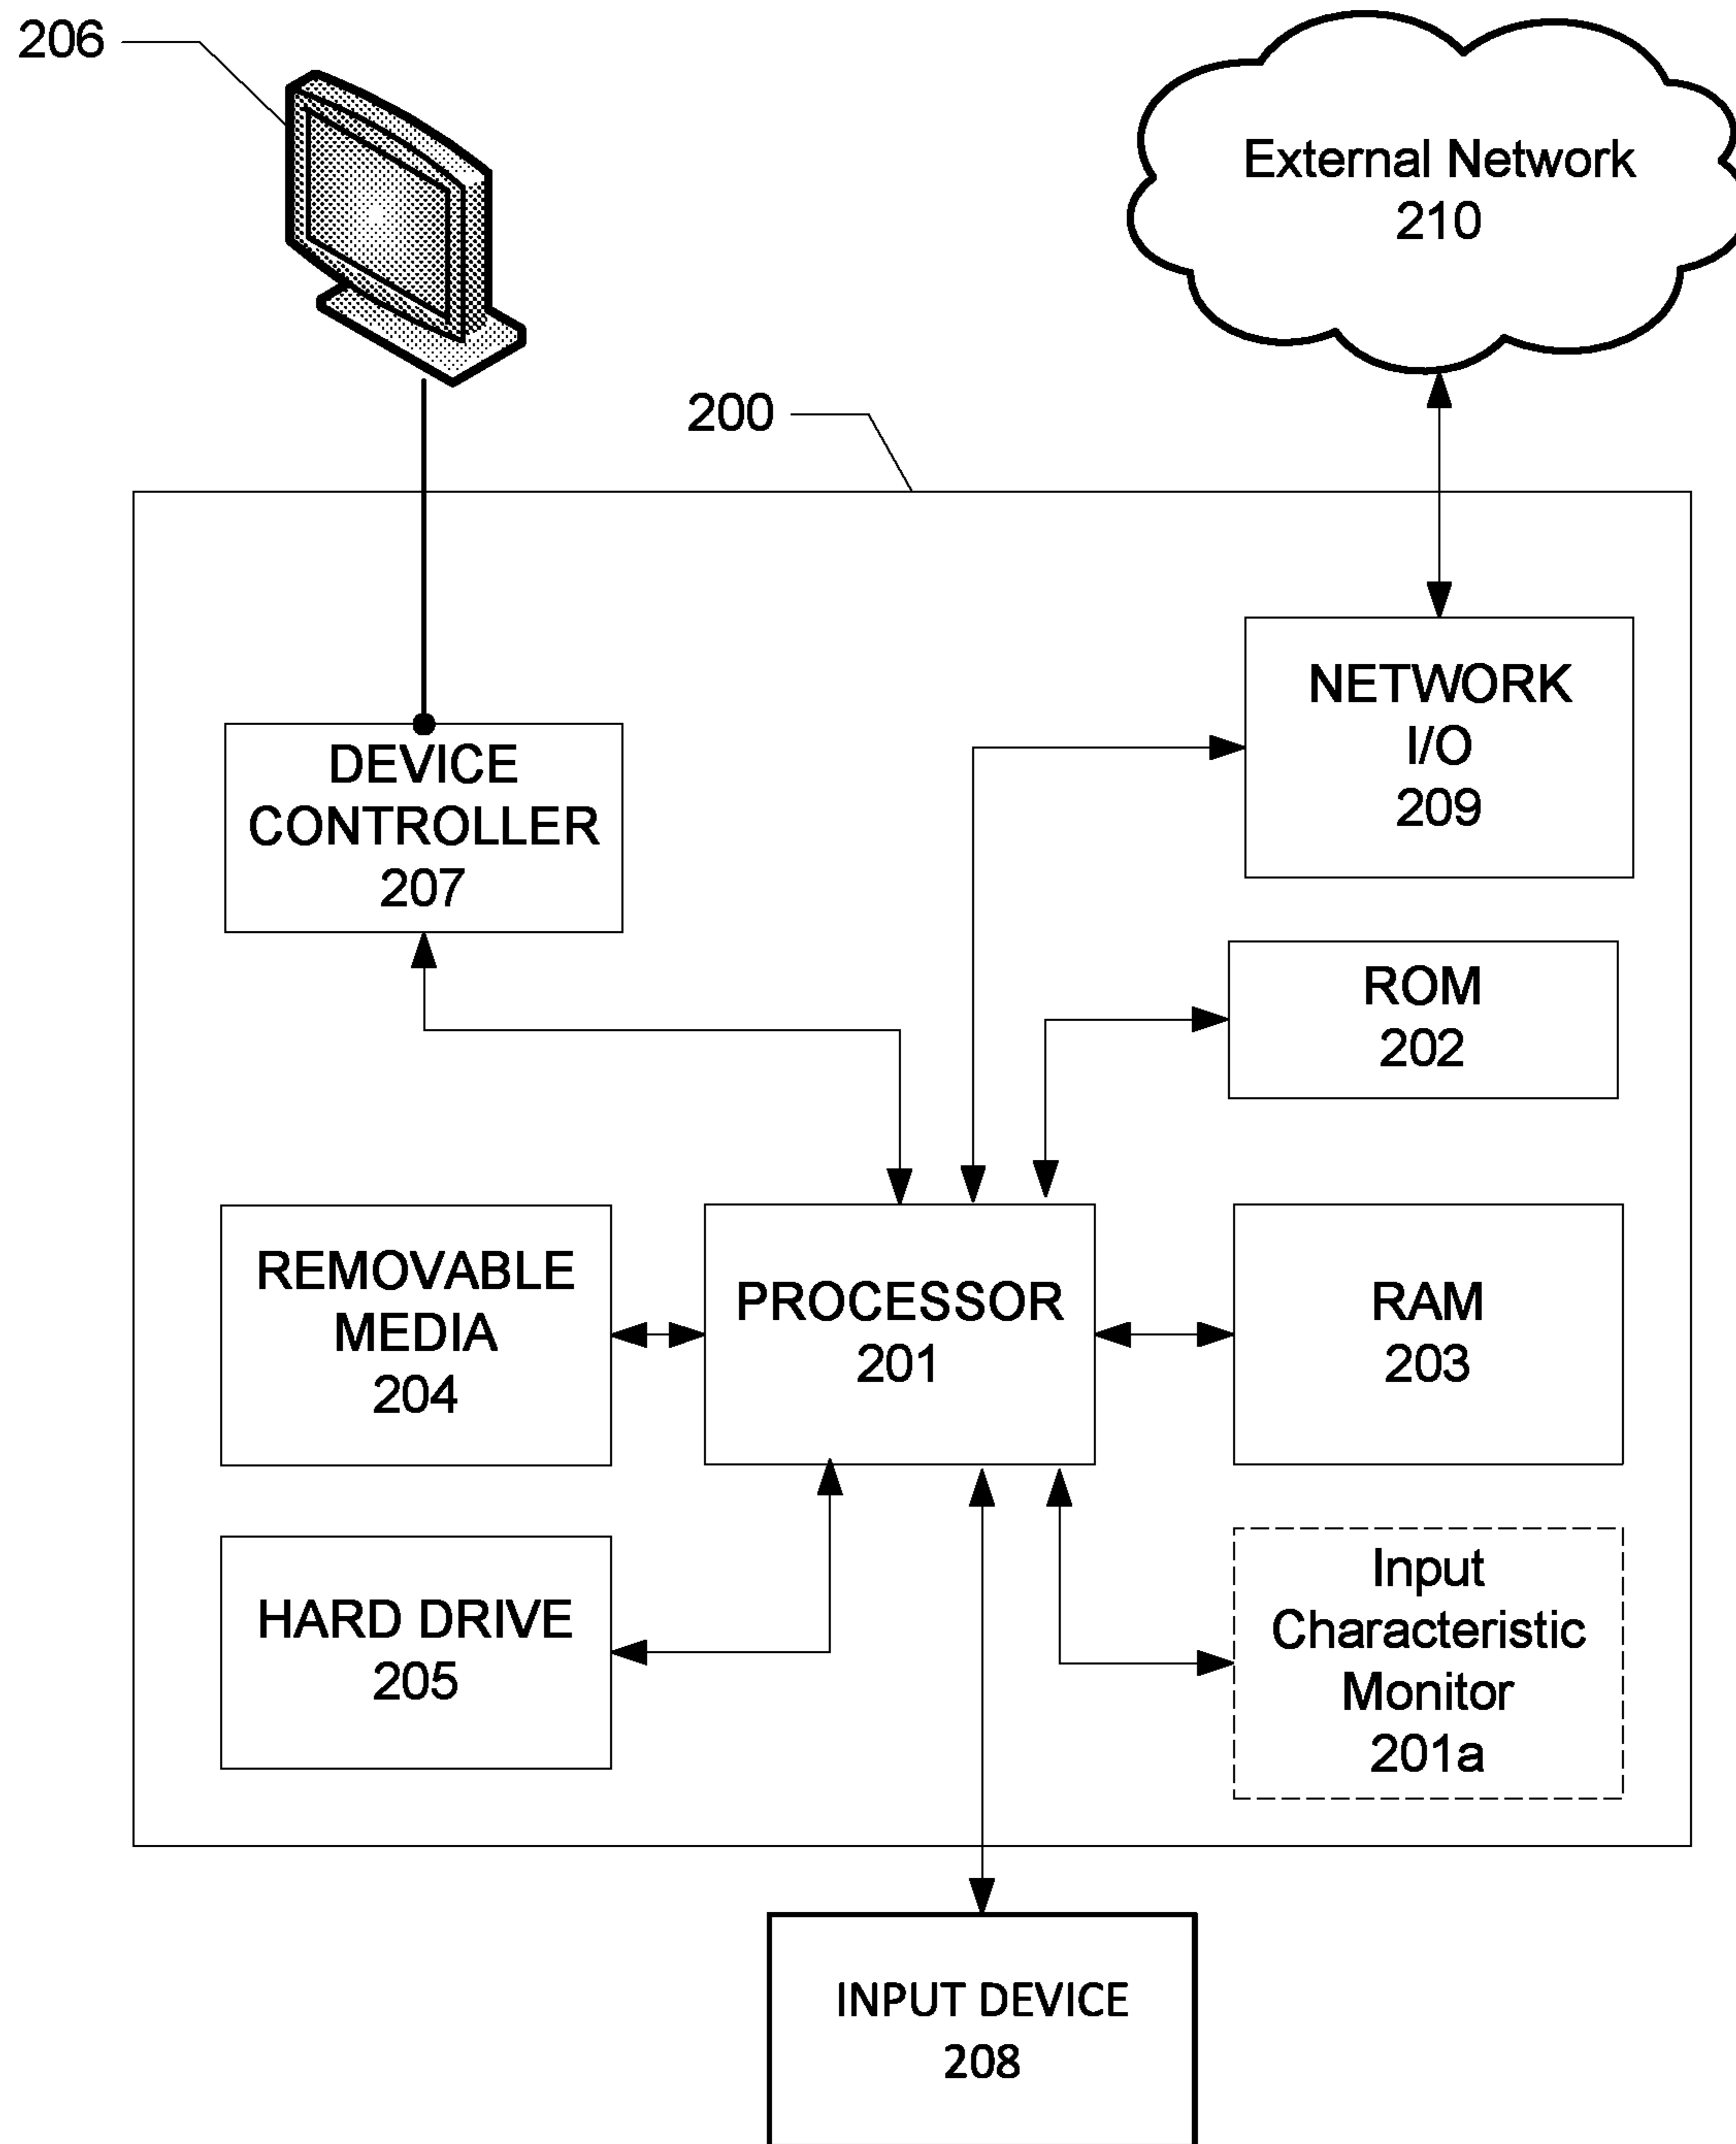 206
External Network
210
200
NETWORK
I/O
209
DEVICE
CONTROLLER
207
ROM
202
REMOVABLE
MEDIA
204
PROCESSOR
201
RAM
203
HARD DRIVE
205
Input
Characteristic
Monitor
201a
INPUT DEVICE
208